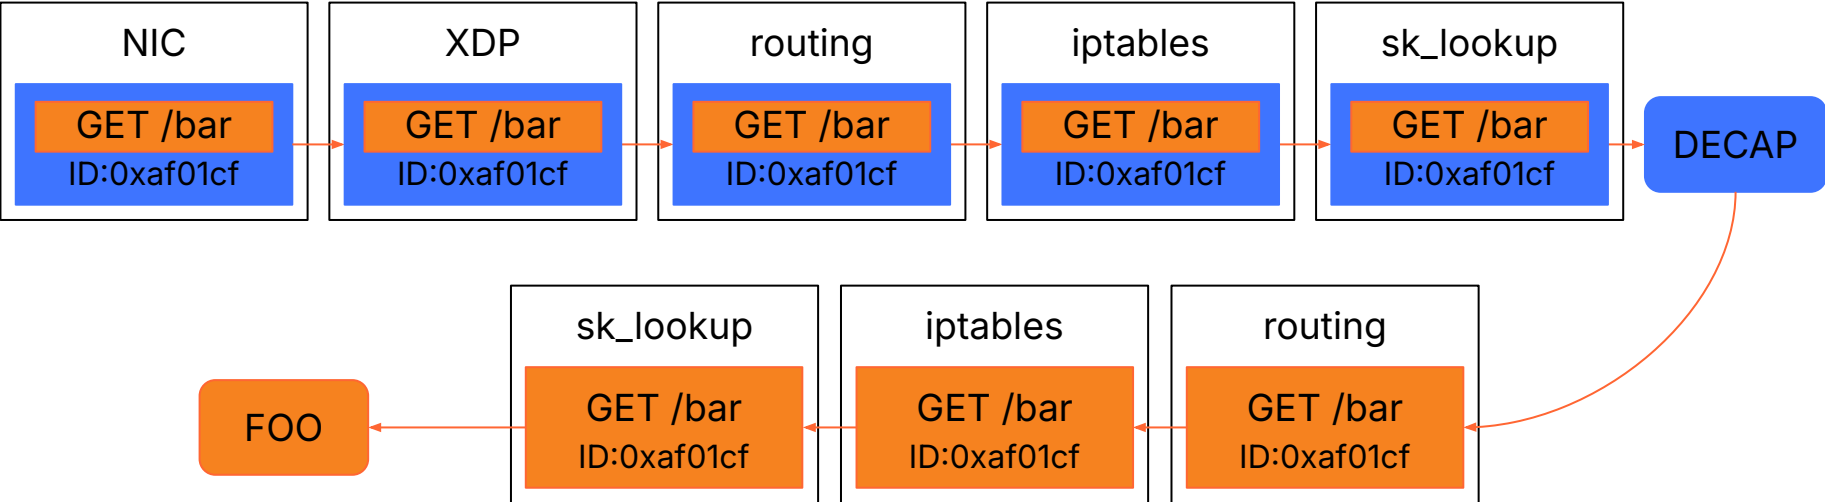 NIC
GET /bar
ID:0xaf01cf
XDP
GET /bar
ID:0xaf01cf
routing
GET /bar
ID:0xaf01cf
iptables
GET /bar
ID:0xaf01cf
sk_lookup
GET /bar
ID:0xaf01cf
DECAP
routing
GET /bar
ID:0xaf01cf
iptables
GET /bar
ID:0xaf01cf
sk_lookup
GET /bar
ID:0xaf01cf
FOO